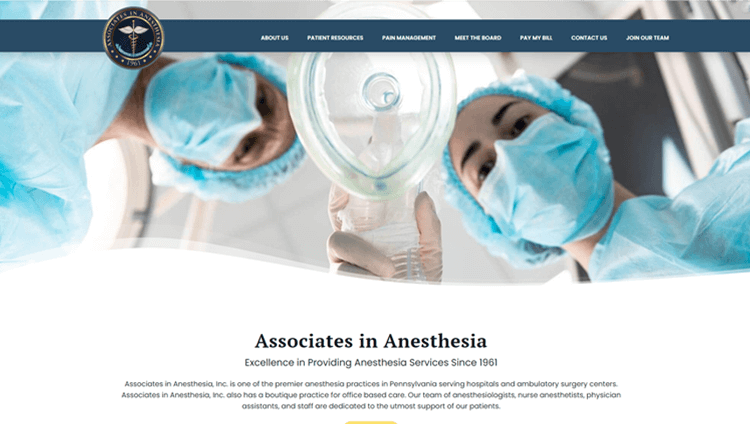 ASSOCIATES IN ANESTHESIA
1961
ABOUT US PATIENT RESOURCES PAIN MANAGEMENT MEET THE BOARD PAY MY BILL CONTACT US JOIN OUR TEAM
Associates in Anesthesia
Excellence in Providing Anesthesia Services Since 1961
Associates in Anesthesia, Inc. is one of the premier anesthesia practices in Pennsylvania serving hospitals and ambulatory surgery centers.
Associates in Anesthesia, Inc. also has a boutique practice for office based care. Our team of anesthesiologists, nurse anesthetists, physician
assistants, and staff are dedicated to the utmost support of our patients.